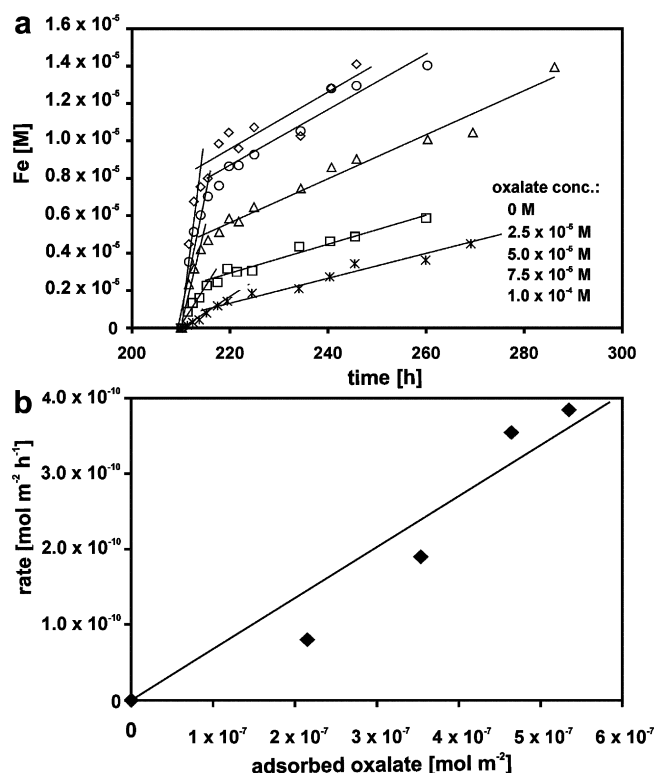 a
1.6 x 10⁻⁵
1.4 x 10⁻⁵
1.2 x 10⁻⁵
1.0 x 10⁻⁵
0.8 x 10⁻⁵
0.6 x 10⁻⁵
0.4 x 10⁻⁵
0.2 x 10⁻⁵
0
Fe [M]
oxalate conc.:
0 M
2.5 x 10⁻⁵ M
5.0 x 10⁻⁵ M
7.5 x 10⁻⁵ M
1.0 x 10⁻⁴ M
200 220 240 260 280 300
time [h]
b
4.0 x 10⁻¹⁰
3.0 x 10⁻¹⁰
2.0 x 10⁻¹⁰
1.0 x 10⁻¹⁰
0
rate [mol m⁻² h⁻¹]
0 1 x 10⁻⁷ 2 x 10⁻⁷ 3 x 10⁻⁷ 4 x 10⁻⁷ 5 x 10⁻⁷ 6 x 10⁻⁷
adsorbed oxalate [mol m⁻²]